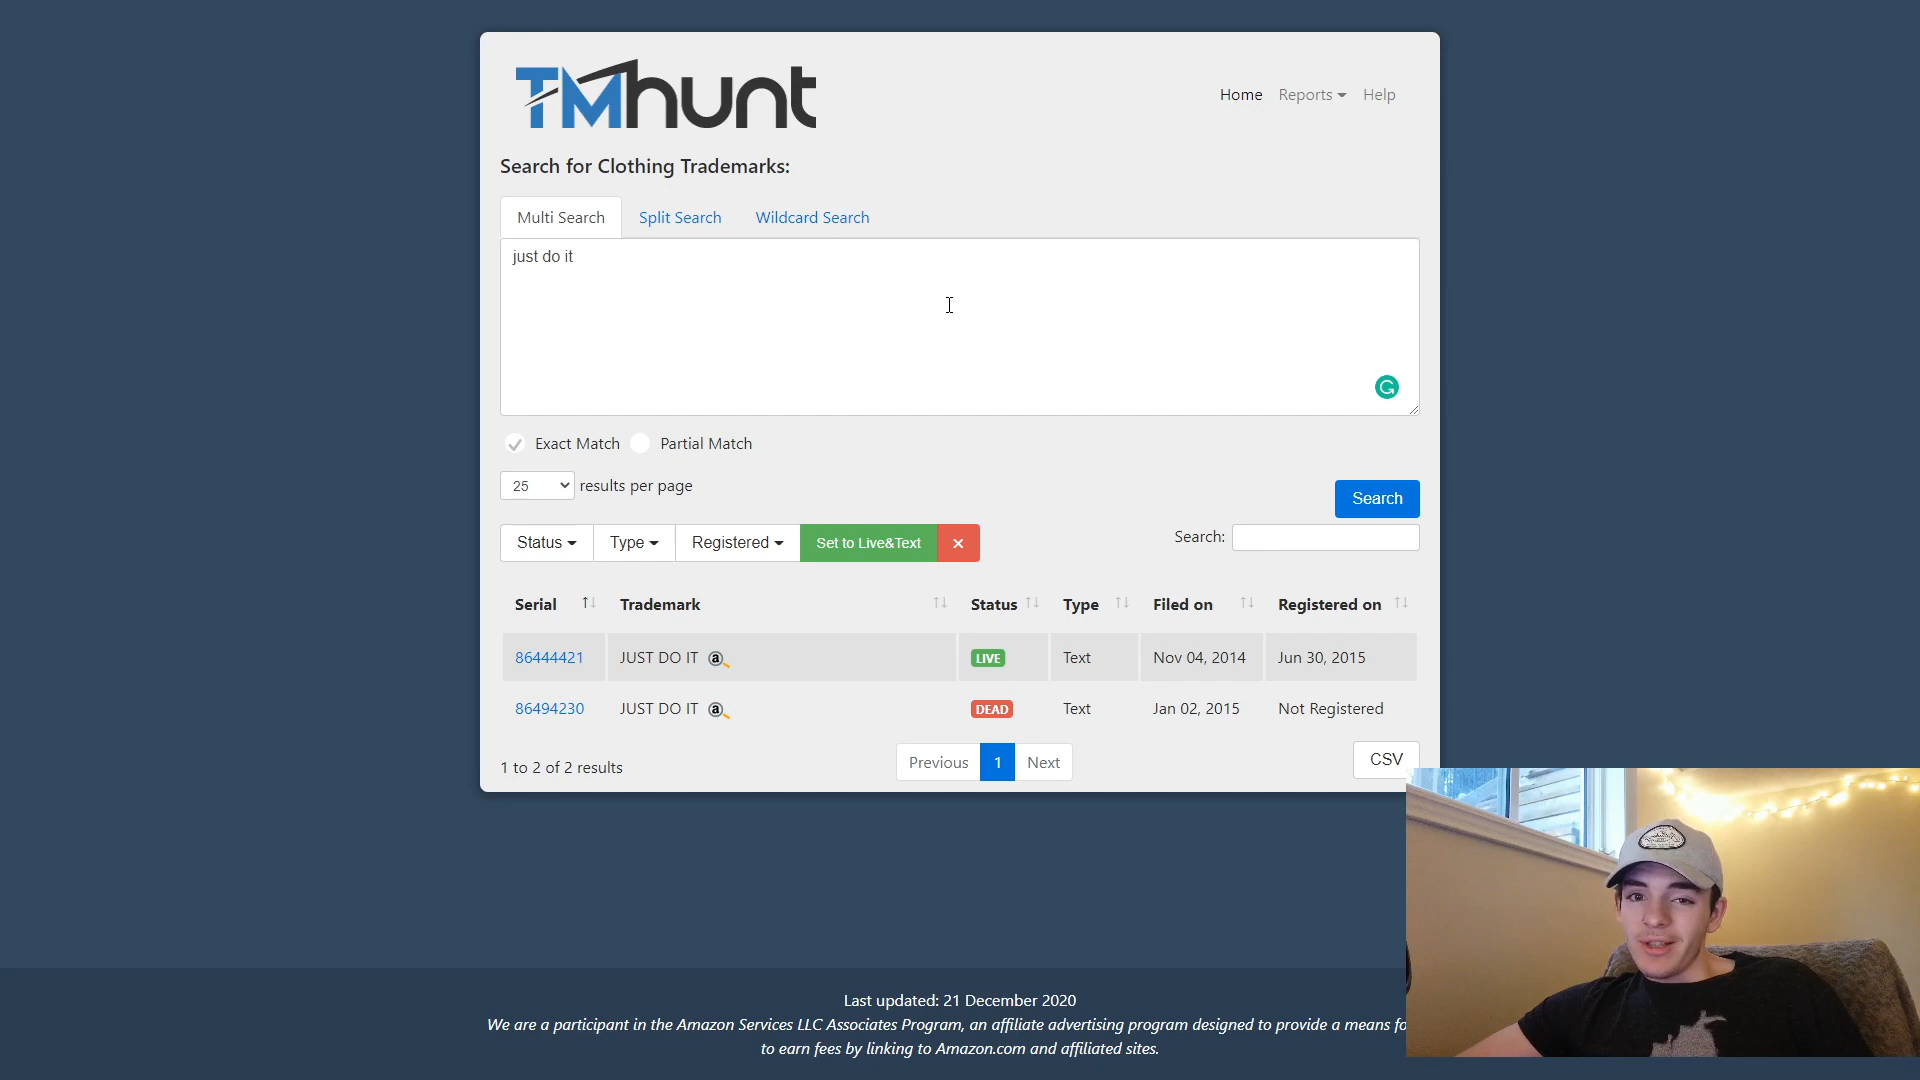 TMhunt
Home Reports Help
Search for Clothing Trademarks:
Multi Search Split Search Wildcard Search
just do it
Exact Match Partial Match
25 results per page
Search
Status Type Registered Set to Live&Text × Search:
Serial Trademark Status Type Filed on Registered on
86444421 JUST DO IT a LIVE Text Nov 04, 2014 Jun 30, 2015
86494230 JUST DO IT a DEAD Text Jan 02, 2015 Not Registered
1 to 2 of 2 results Previous 1 Next CSV
Last updated: 21 December 2020
We are a participant in the Amazon Services LLC Associates Program, an affiliate advertising program designed to provide a means fo
to earn fees by linking to Amazon.com and affiliated sites.